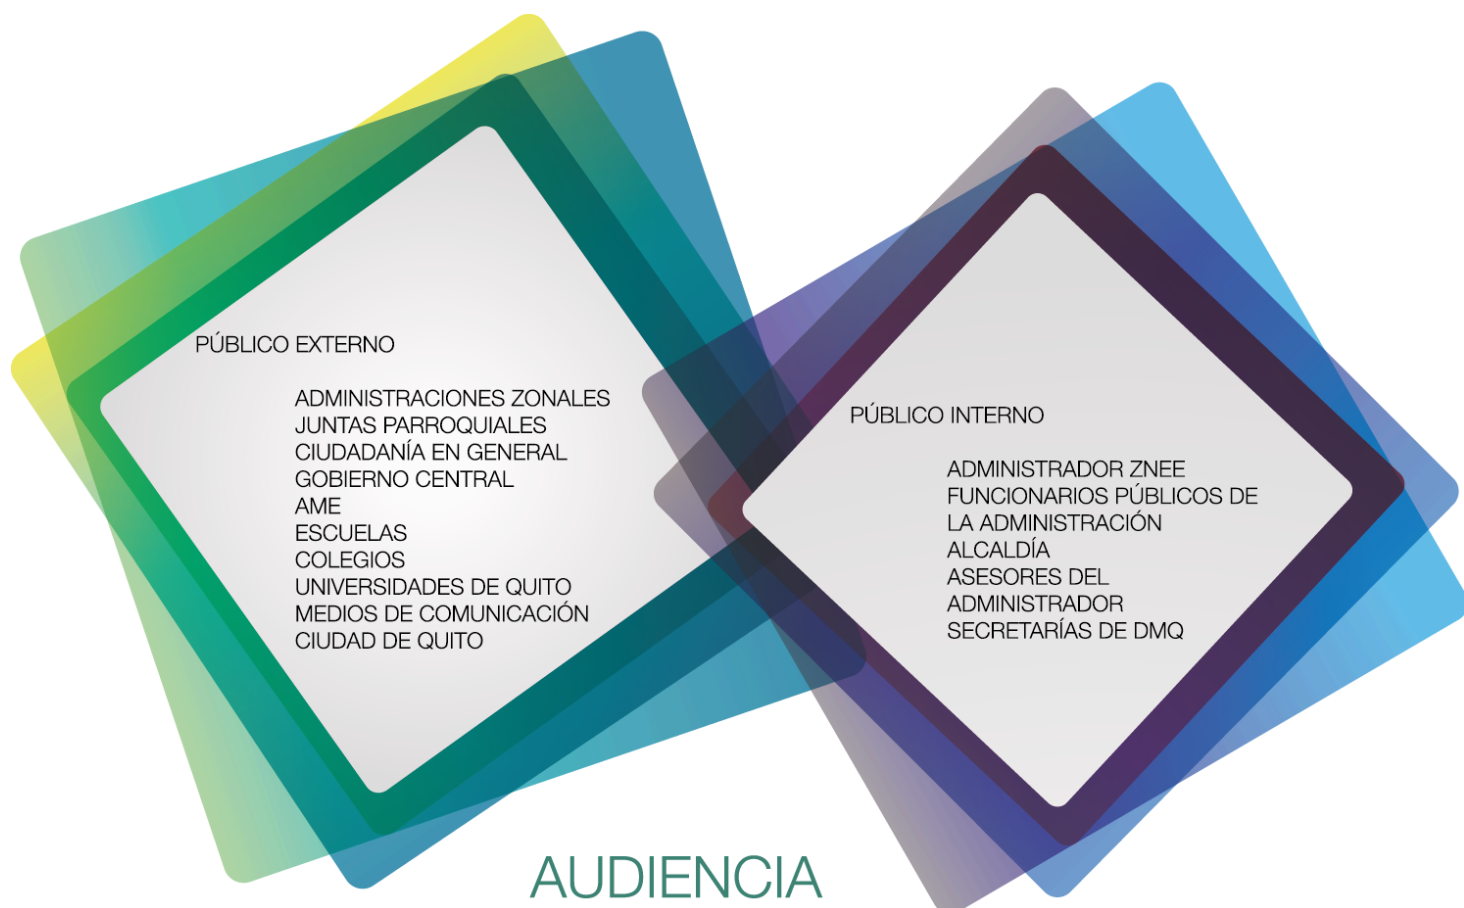 PÚBLICO EXTERNO
ADMINISTRACIONES ZONALES
JUNTAS PARROQUIALES
CIUDADANÍA EN GENERAL
GOBIERNO CENTRAL
AME
ESCUELAS
COLEGIOS
UNIVERSIDADES DE QUITO
MEDIOS DE COMUNICACIÓN
CIUDAD DE QUITO
PÚBLICO INTERNO
ADMINISTRADOR ZNEE
FUNCIONARIOS PÚBLICOS DE
LA ADMINISTRACIÓN
ALCALDÍA
ASESORES DEL
ADMINISTRADOR
SECRETARÍAS DE DMQ
AUDIENCIA